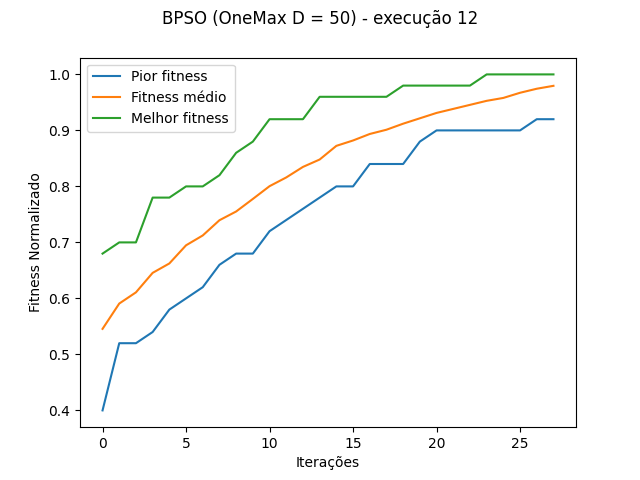 BPSO (OneMax D = 50) - execução 12
Pior fitness
Fitness médio
Melhor fitness
Fitness Normalizado
1.0
0.9
0.8
0.7
0.6
0.5
0.4
0 5 10 15 20 25
Iterações